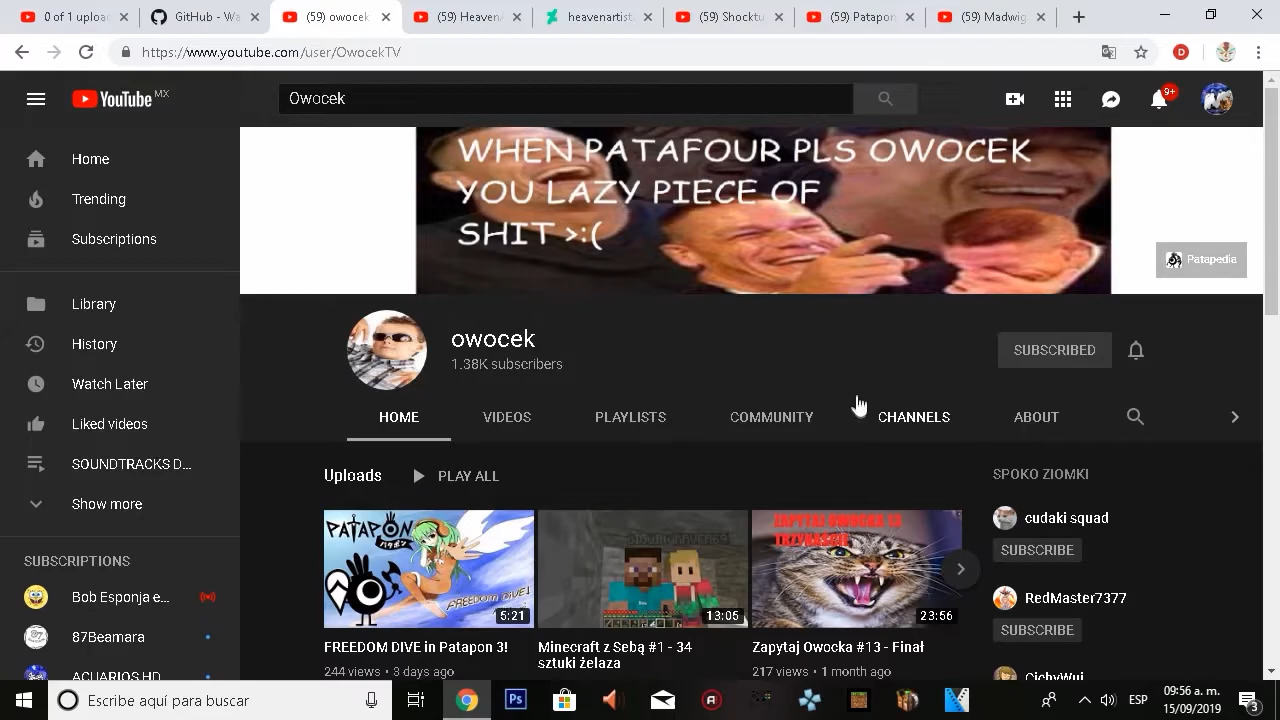 0 of 1 uploa
GitHub - Wa
(59) owocek
(59) Heaven
heavenartist
(59) Shocktu
(59) Patapon
(59) Madwig
https://www.youtube.com/user/OwocekTV
YouTube MX
Owocek
9+
Home
Trending
Subscriptions
Library
History
Watch Later
Liked videos
SOUNDTRACKS D...
Show more
SUBSCRIPTIONS
Bob Esponja e...
87Beamara
ACUARIOS HD
WHEN PATAFOUR PLS OWOCEK
YOU LAZY PIECE OF
SHIT >:(
Patapedia
owocek
1.38K subscribers
SUBSCRIBED
HOME
VIDEOS
PLAYLISTS
COMMUNITY
CHANNELS
ABOUT
Uploads
PLAY ALL
PATAPON
FREEDOM DIVE!
5:21
FREEDOM DIVE in Patapon 3!
244 views • 3 days ago
13:05
Minecraft z Sebą #1 - 34
sztuki żelaza
ZAPYTAJ OWOCKA IS
23:56
Zapytaj Owocka #13 - Finał
217 views • 1 month ago
SPOKO ZIOMKI
cudaki squad
SUBSCRIBE
RedMaster7377
SUBSCRIBE
CichyWuj
Escribe aquí para buscar
ESP
09:56 a. m.
15/09/2019
3